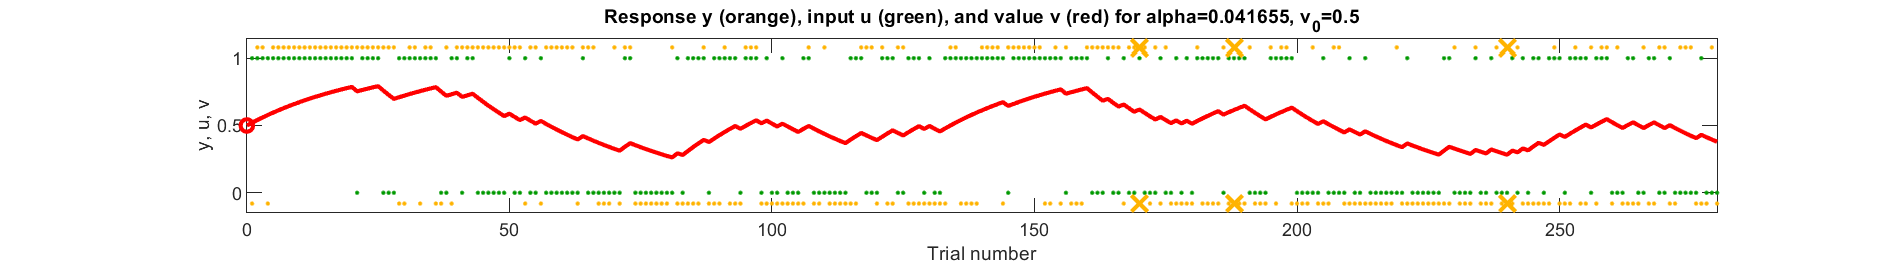 Response y (orange), input u (green), and value v (red) for alpha=0.041655, v0=0.5
y, u, v
1
0.5
0
0 50 100 150 200 250
Trial number